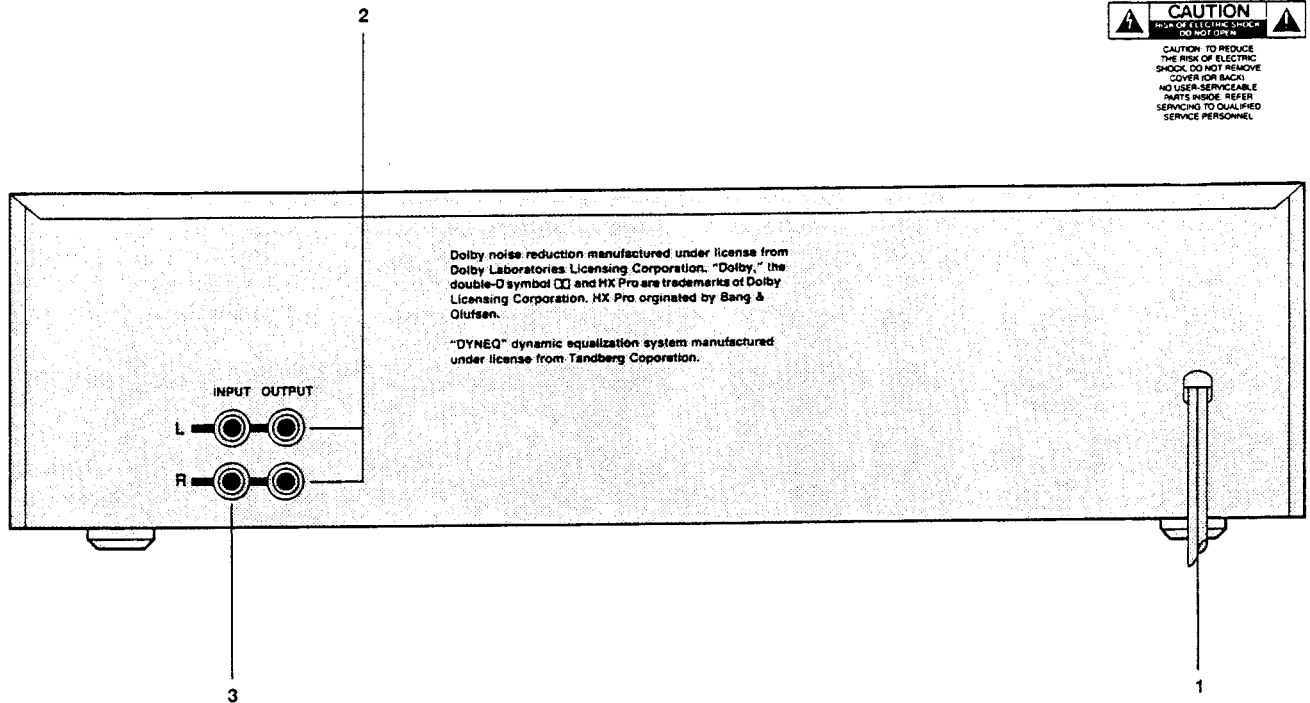 2
CAUTION
RISK OF ELECTRIC SHOCK
DO NOT OPEN
CAUTION: TO REDUCE
THE RISK OF ELECTRIC
SHOCK, DO NOT REMOVE
COVER (OR BACK)
NO USER-SERVICEABLE
PARTS INSIDE. REFER
SERVICING TO QUALIFIED
SERVICE PERSONNEL
Dolby noise reduction manufactured under license from
Dolby Laboratories Licensing Corporation. "Dolby," the
double-D symbol and HX Pro are trademarks of Dolby
Licensing Corporation. HX Pro orginated by Bang &
Olufsen.
"DYNEQ" dynamic equalization system manufactured
under license from Tandberg Coporation.
INPUT OUTPUT
L
R
3
1